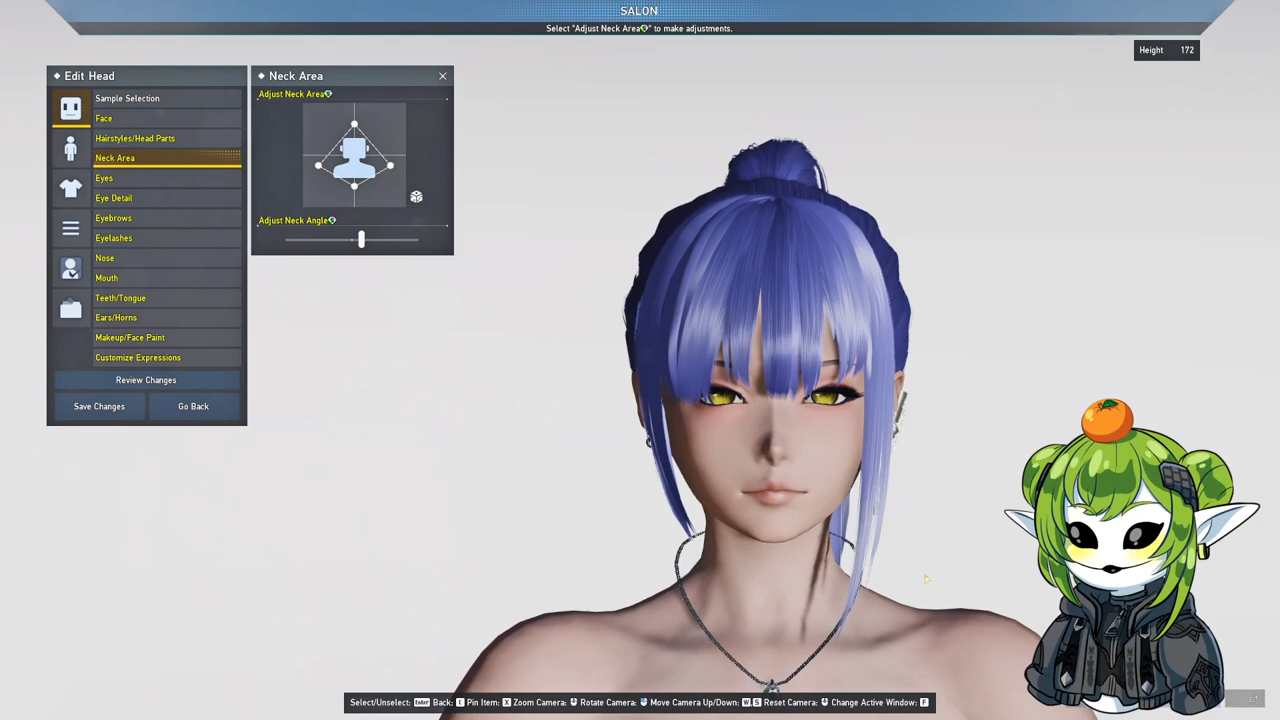 SALON
Select "Adjust Neck Area" to make adjustments.
Height 172
Edit Head
Sample Selection
Face
Hairstyles/Head Parts
Neck Area
Eyes
Eye Detail
Eyebrows
Eyelashes
Nose
Mouth
Teeth/Tongue
Ears/Horns
Makeup/Face Paint
Customize Expressions
Review Changes
Save Changes
Go Back
Neck Area
Adjust Neck Area
Adjust Neck Angle
Select/Unselect: Enter Back: E Pin Item: X Zoom Camera: Rotate Camera: Move Camera Up/Down: W,S Reset Camera: Change Active Window: F